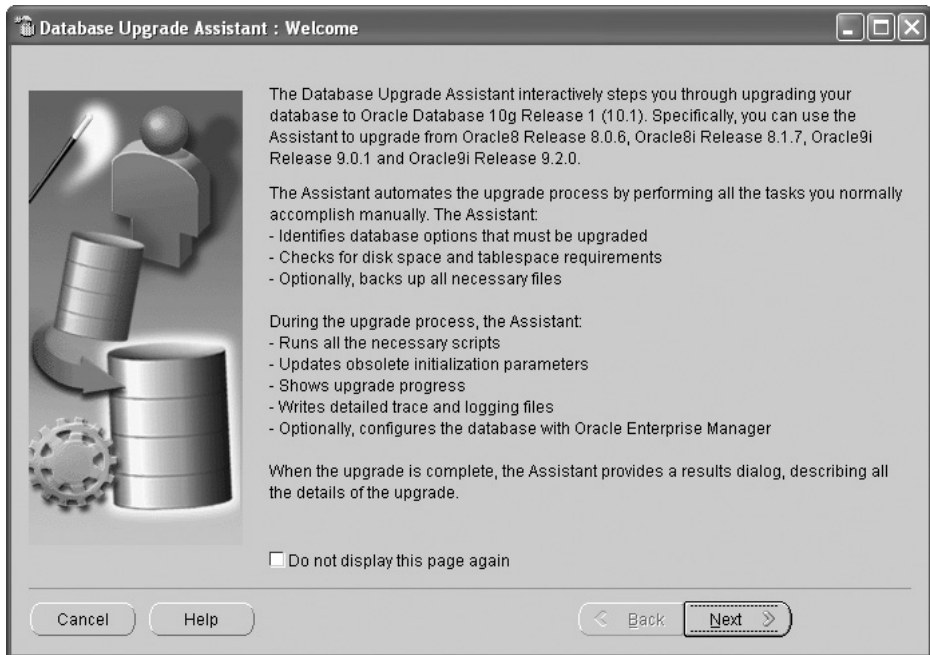 Database Upgrade Assistant : Welcome
The Database Upgrade Assistant interactively steps you through upgrading your
database to Oracle Database 10g Release 1 (10.1). Specifically, you can use the
Assistant to upgrade from Oracle8 Release 8.0.6, Oracle8i Release 8.1.7, Oracle9i
Release 9.0.1 and Oracle9i Release 9.2.0.
The Assistant automates the upgrade process by performing all the tasks you normally
accomplish manually. The Assistant:
- Identifies database options that must be upgraded
- Checks for disk space and tablespace requirements
- Optionally, backs up all necessary files
During the upgrade process, the Assistant:
- Runs all the necessary scripts
- Updates obsolete initialization parameters
- Shows upgrade progress
- Writes detailed trace and logging files
- Optionally, configures the database with Oracle Enterprise Manager
When the upgrade is complete, the Assistant provides a results dialog, describing all
the details of the upgrade.
Do not display this page again
Cancel Help Back Next